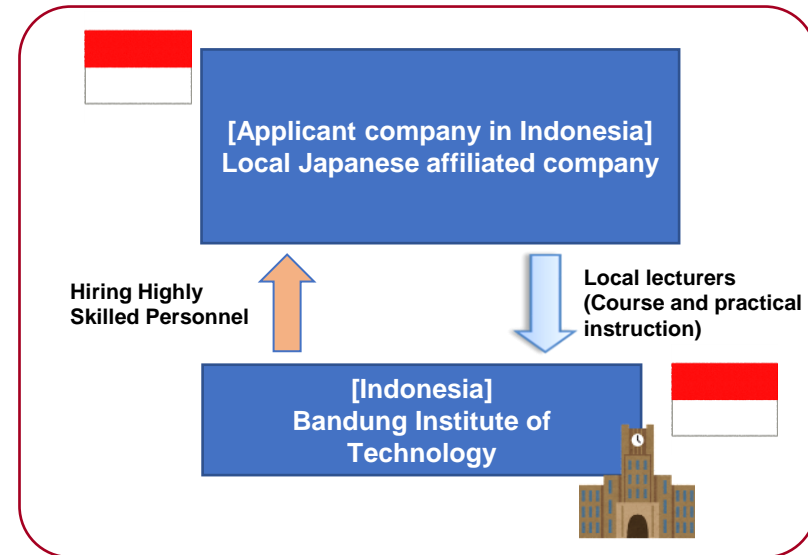 [Applicant company in Indonesia]
Local Japanese affiliated company
Hiring Highly
Skilled Personnel
Local lecturers
(Course and practical
instruction)
[Indonesia]
Bandung Institute of
Technology